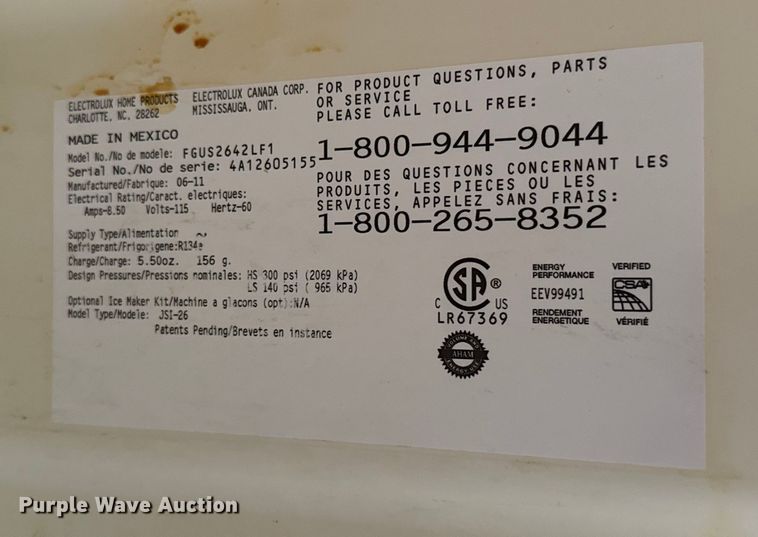 ELECTROLUX HOME PRODUCTS
CHARLOTTE, NC, 28262
ELECTROLUX CANADA CORP.
MISSISSAUGA, ONT.
MADE IN MEXICO
Model No./No de modele: FGUS2642LF1
Serial No./No de serie: 4A12605155
Manufactured/Fabrique: 06-11
Electrical Rating/Caract. electriques:
Amps-8.50 Volts-115 Hertz-60
Supply Type/Alimentation ~
Refrigerant/Frigorigene:R134a
Charge/Charge: 5.50oz. 156 g.
Design Pressures/Pressions nominales: HS 300 psi (2069 kPa)
LS 140 psi ( 965 kPa)
Optional Ice Maker Kit/Machine a glacons (opt):N/A
Model Type/Modele: JSI-26
Patents Pending/Brevets en instance
FOR PRODUCT QUESTIONS, PARTS
OR SERVICE
PLEASE CALL TOLL FREE:
1-800-944-9044
POUR DES QUESTIONS CONCERNANT LES
PRODUITS, LES PIECES OU LES
SERVICES, APPELEZ SANS FRAIS:
1-800-265-8352
SA ®
C US
LR67369
AHAM
ENERGY
PERFORMANCE
EEV99491
RENDEMENT
ENERGETIQUE
VERIFIED
CSA
VÉRIFIÉ
Purple Wave Auction